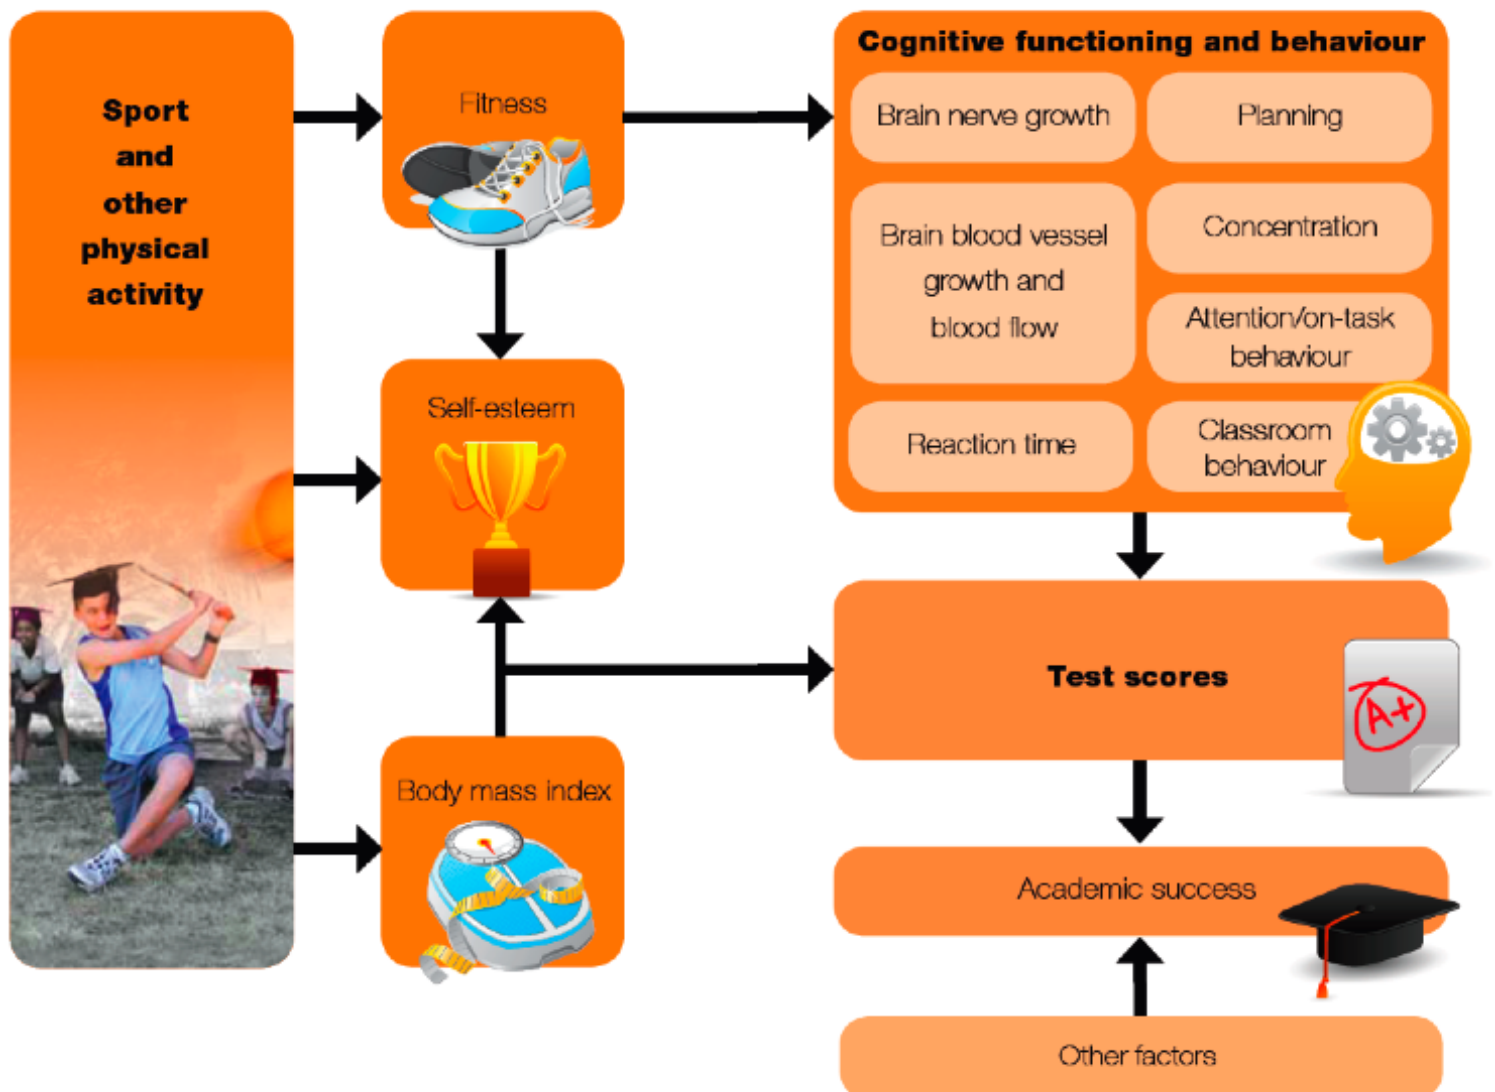 Sport
and
other
physical
activity
Fitness
Self-esteem
Body mass index
Cognitive functioning and behaviour
Brain nerve growth
Planning
Brain blood vessel
growth and
blood flow
Concentration
Attention/on-task
behaviour
Reaction time
Classroom
behaviour
Test scores
A+
Academic success
Other factors